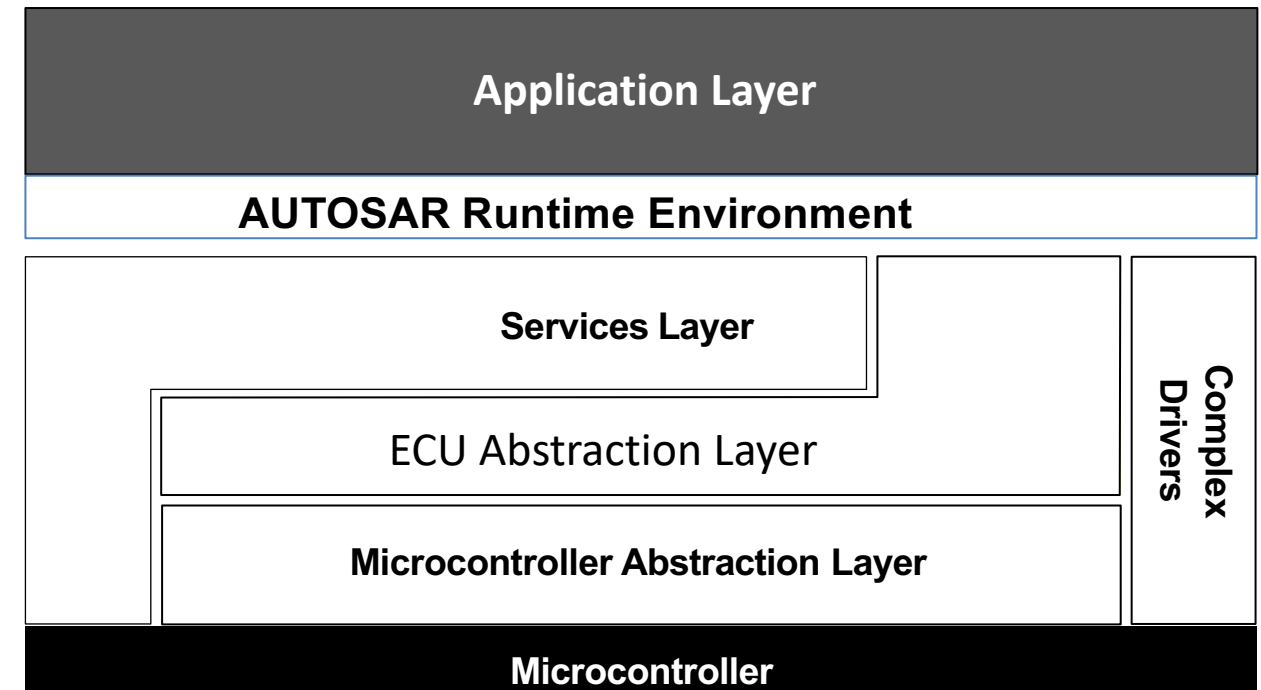 Application Layer
AUTOSAR Runtime Environment
Services Layer
Complex
Drivers
ECU Abstraction Layer
Microcontroller Abstraction Layer
Microcontroller